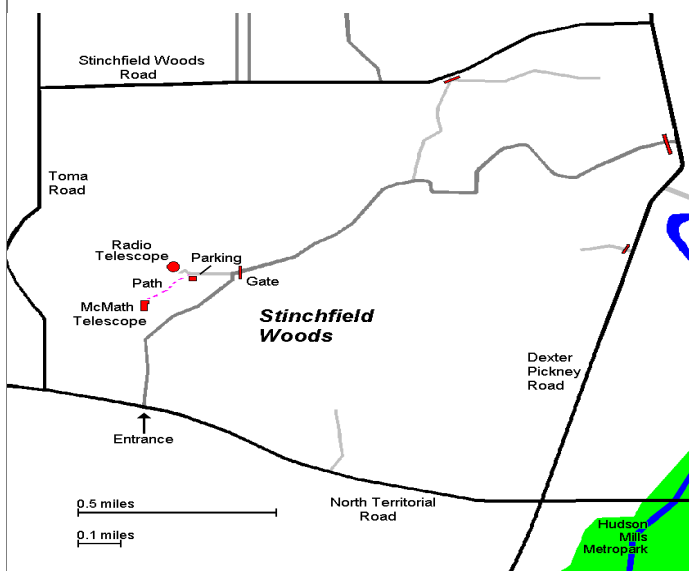 Stinchfield Woods
Road
Toma
Road
Radio
Telescope
Parking
Path
Gate
McMath
Telescope
Stinchfield
Woods
Dexter
Pickney
Road
Entrance
0.5 miles
North Territorial
Road
0.1 miles
Hudson
Mills
Metropark